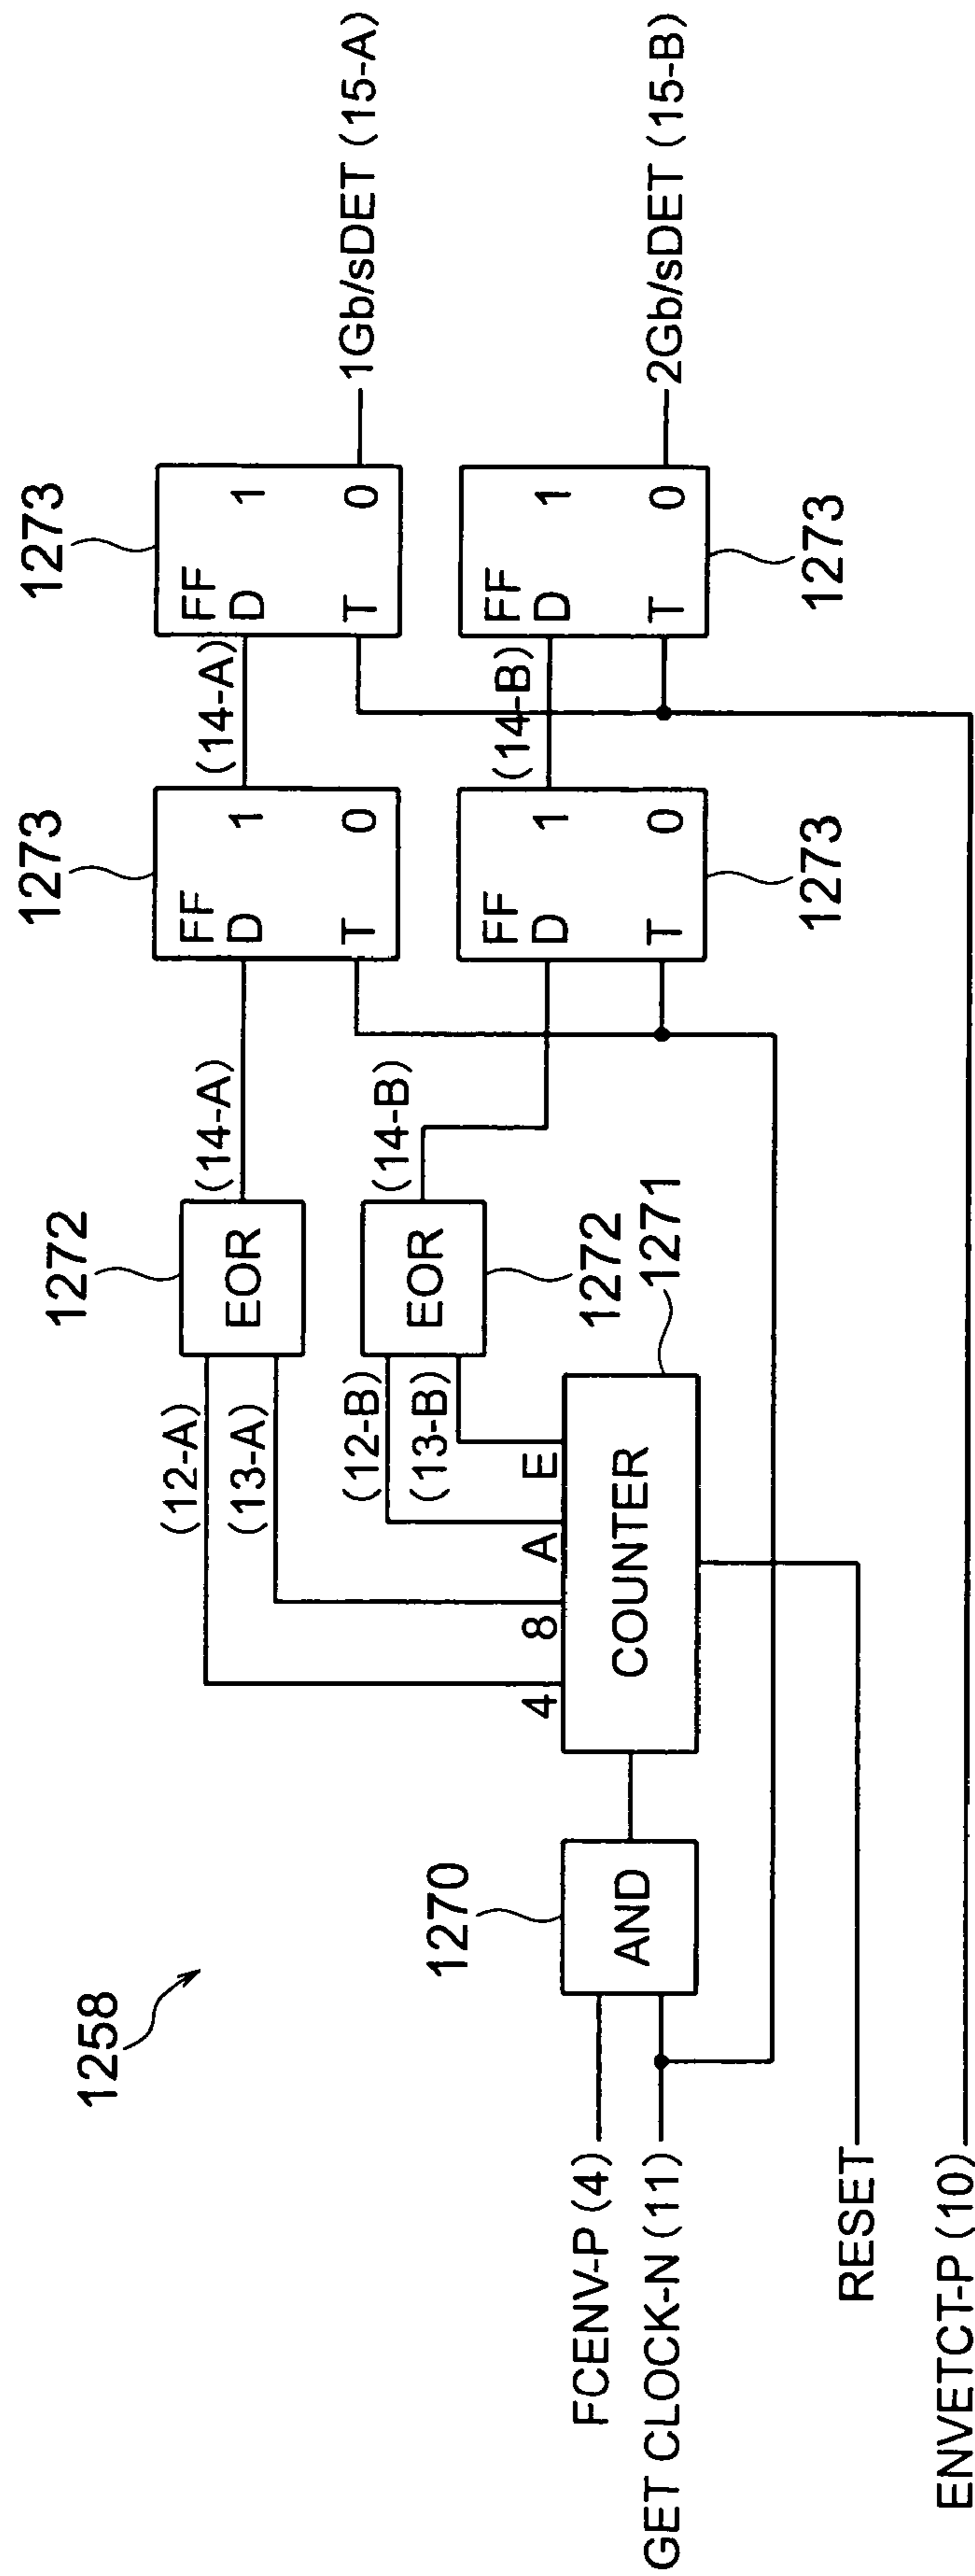 1258
FCENV-P (4)
GET CLOCK-N (11)
RESET
ENVETCT-P (10)
1270
AND
COUNTER
4
8
A
E
1271
(12-A)
(13-A)
(12-B)
(13-B)
1272
EOR
EOR
1272
(14-A)
(14-B)
1273
FF
D
1
T
0
FF
D
1
T
0
1273
(14-A)
(14-B)
1273
FF
D
1
T
0
FF
D
1
T
0
1273
1Gb/sDET (15-A)
2Gb/sDET (15-B)